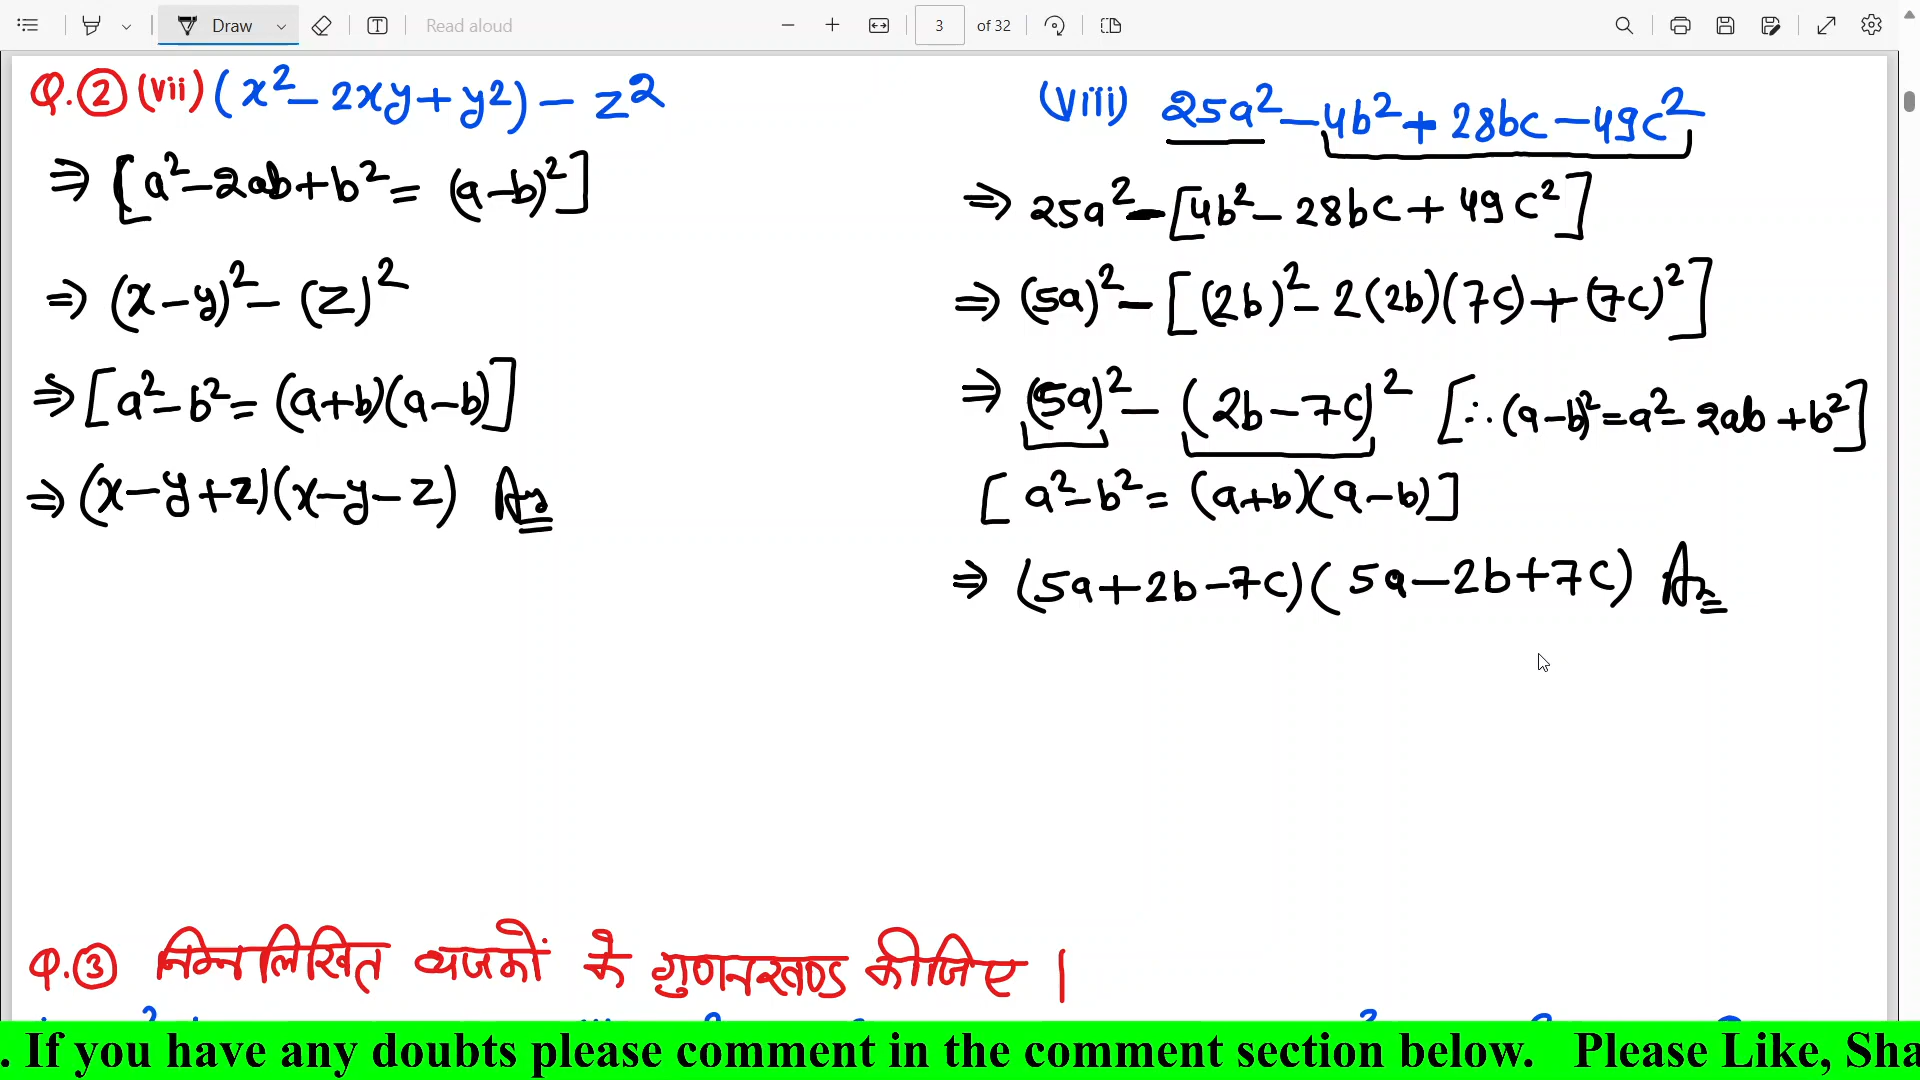 Draw
Read aloud
3 of 32
Q.② (vii) (x² - 2xy + y²) - z²
⇒ [a² - 2ab + b² = (a-b)²]
⇒ (x-y)² - (z)²
⇒ [a² - b² = (a+b)(a-b)]
⇒ (x-y+z)(x-y-z) Ans
(viii) 25a² - 4b² + 28bc - 49c²
⇒ 25a² - [4b² - 28bc + 49c²]
⇒ (5a)² - [(2b)² - 2(2b)(7c) + (7c)²]
⇒ (5a)² - (2b-7c)² [∴ (a-b)² = a² - 2ab + b²]
[a² - b² = (a+b)(a-b)]
⇒ (5a+2b-7c)(5a-2b+7c) Ans
Q.③ निम्नलिखित व्यजकों के गुणनखण्ड कीजिए |
. If you have any doubts please comment in the comment section below. Please Like, Sha